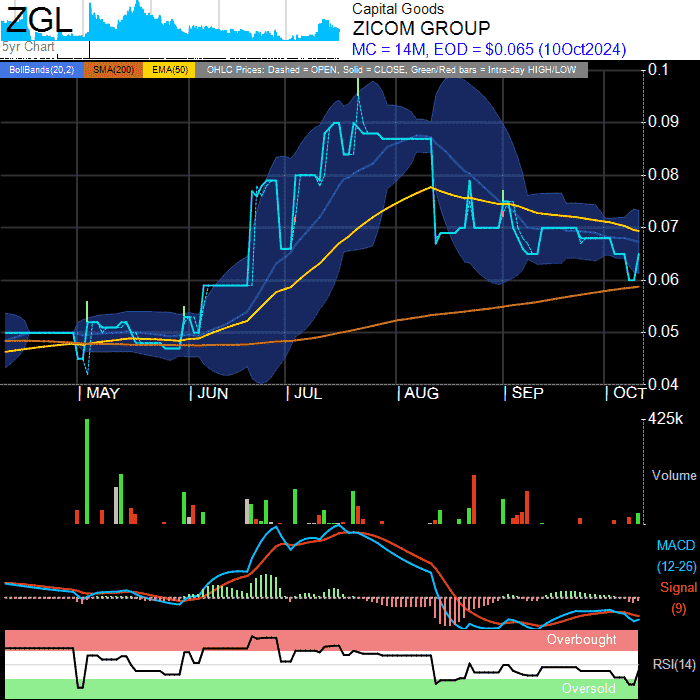 ZGL
5yr Chart
Capital Goods
ZICOM GROUP
MC = 14M, EOD = $0.065 (10Oct2024)
BollBands(20,2) SMA(200) EMA(50) OHLC Prices: Dashed = OPEN, Solid = CLOSE, Green/Red bars = Intra-day HIGH/LOW
0.1
0.09
0.08
0.07
0.06
0.05
0.04
| MAY | JUN | JUL | AUG | SEP | OCT
425k
Volume
MACD
(12-26)
Signal
(9)
Overbought
RSI(14)
Oversold